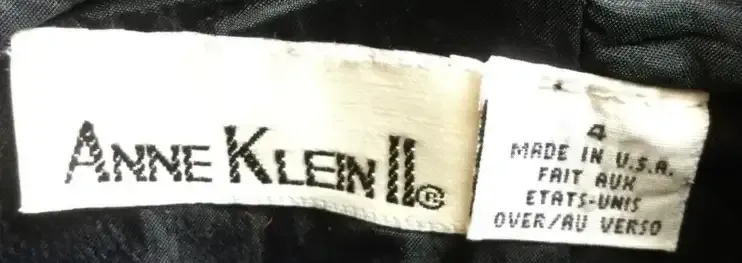 ANNE KLEIN II®
4
MADE IN U.S.A.
FAIT AUX
ETATS-UNIS
OVER/AU VERSO